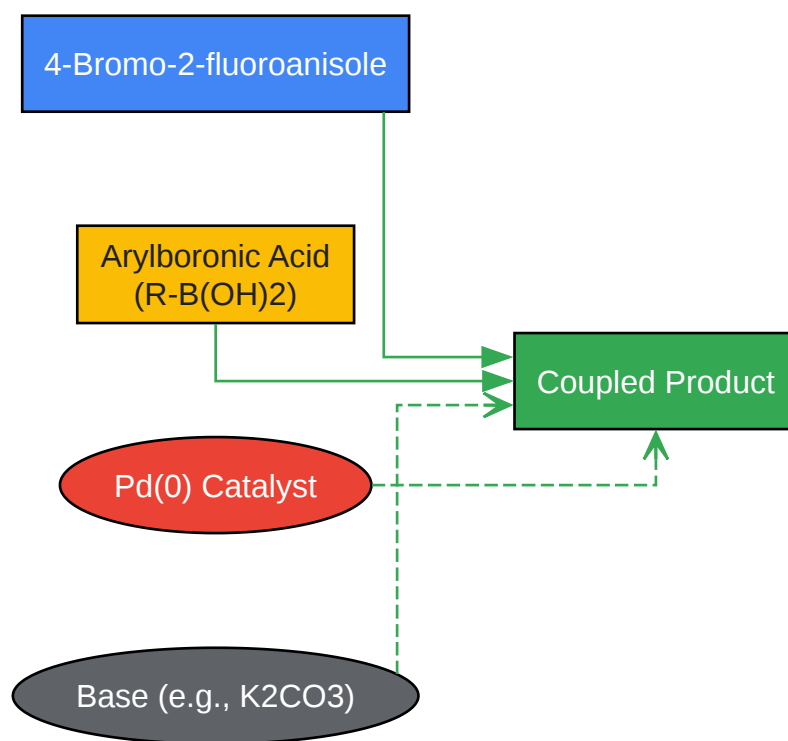 4-Bromo-2-fluoroanisole
Arylboronic Acid
(R-B(OH)2)
Coupled Product
Pd(0) Catalyst
Base (e.g., K2CO3)